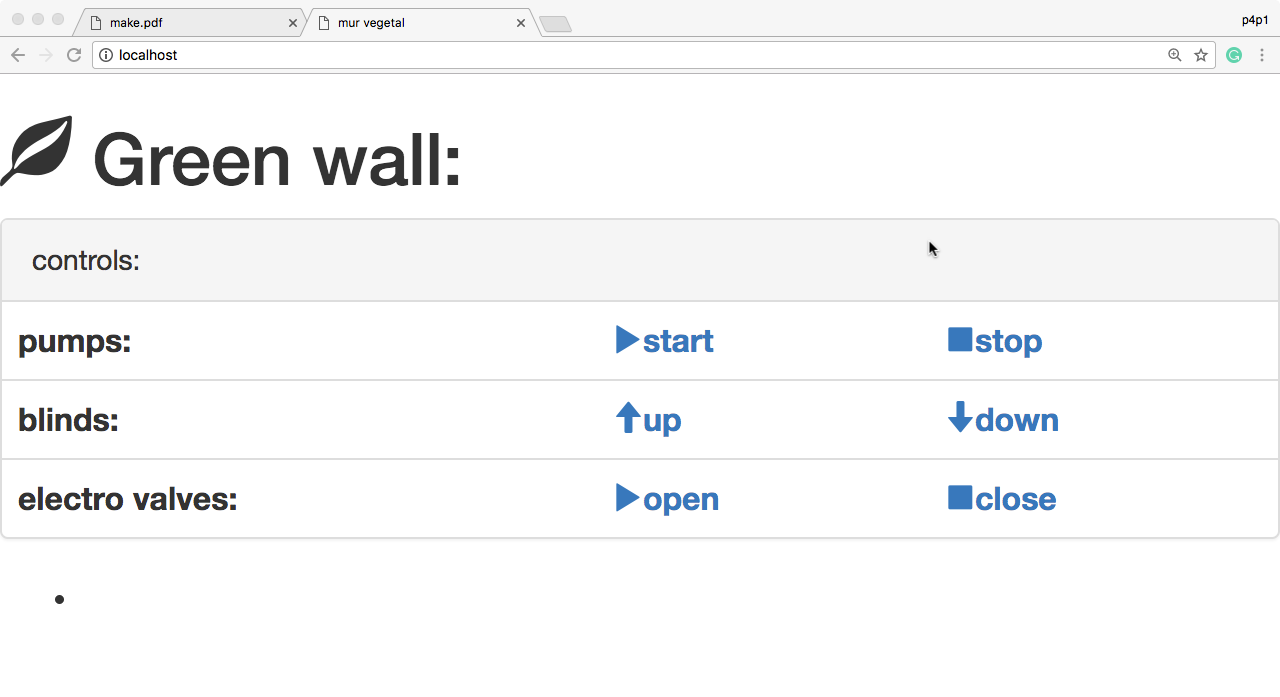 make.pdf
mur vegetal
p4p1
localhost
Green wall:
controls:
pumps: start stop
blinds: up down
electro valves: open close